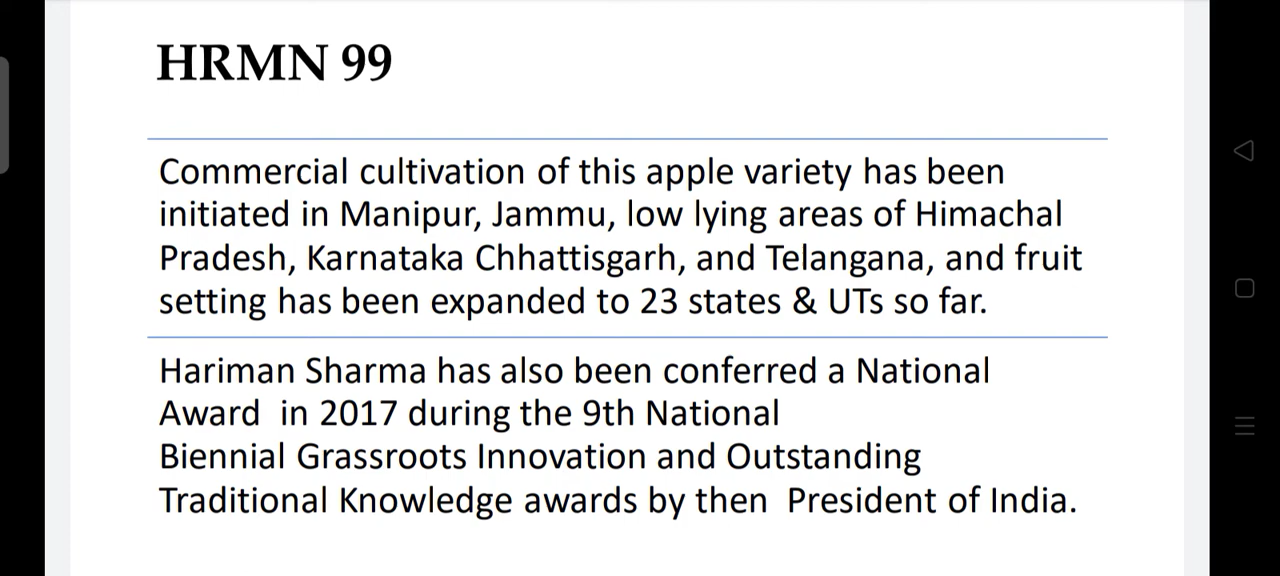 HRMN 99
Commercial cultivation of this apple variety has been
initiated in Manipur, Jammu, low lying areas of Himachal
Pradesh, Karnataka Chhattisgarh, and Telangana, and fruit
setting has been expanded to 23 states & UTs so far.
Hariman Sharma has also been conferred a National
Award  in 2017 during the 9th National
Biennial Grassroots Innovation and Outstanding
Traditional Knowledge awards by then  President of India.